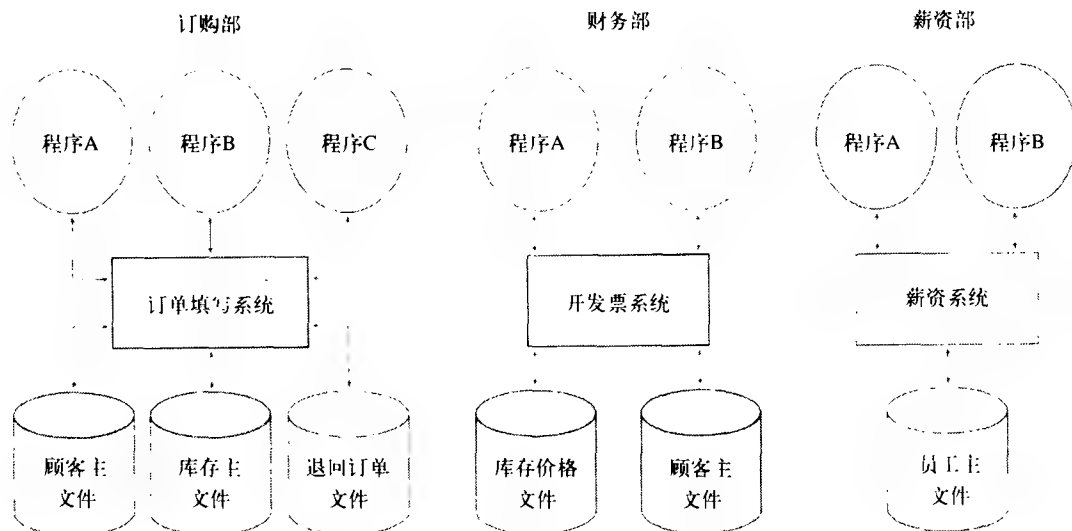 订购部
财务部
薪资部
程序A
程序B
程序C
程序A
程序B
程序A
程序B
订单填写系统
开发票系统
薪资系统
顾客主
文件
库存主
文件
退回订单
文件
库存价格
文件
顾客主
文件
员工主
文件